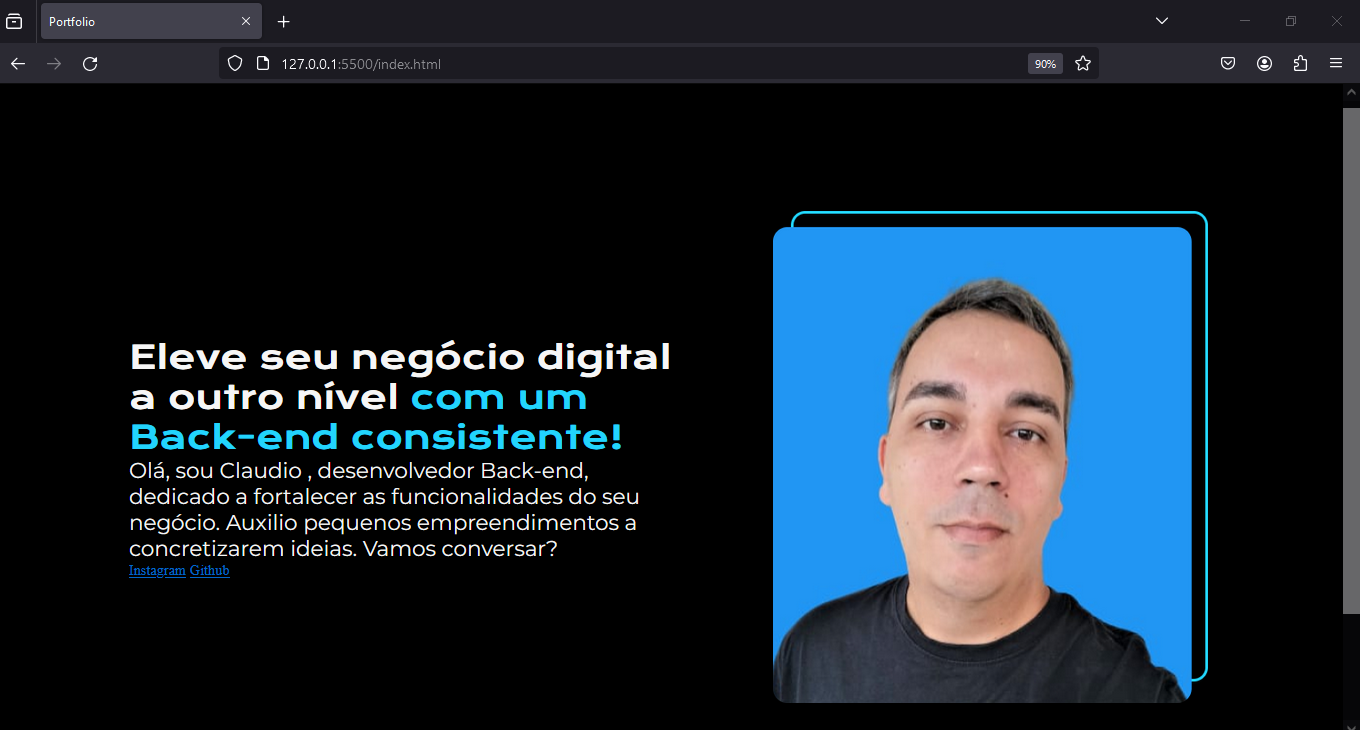 Portfolio
127.0.0.1:5500/index.html
90%
Eleve seu negócio digital
a outro nível com um
Back-end consistente!
Olá, sou Claudio , desenvolvedor Back-end,
dedicado a fortalecer as funcionalidades do seu
negócio. Auxilio pequenos empreendimentos a
concretizarem ideias. Vamos conversar?
Instagram Github